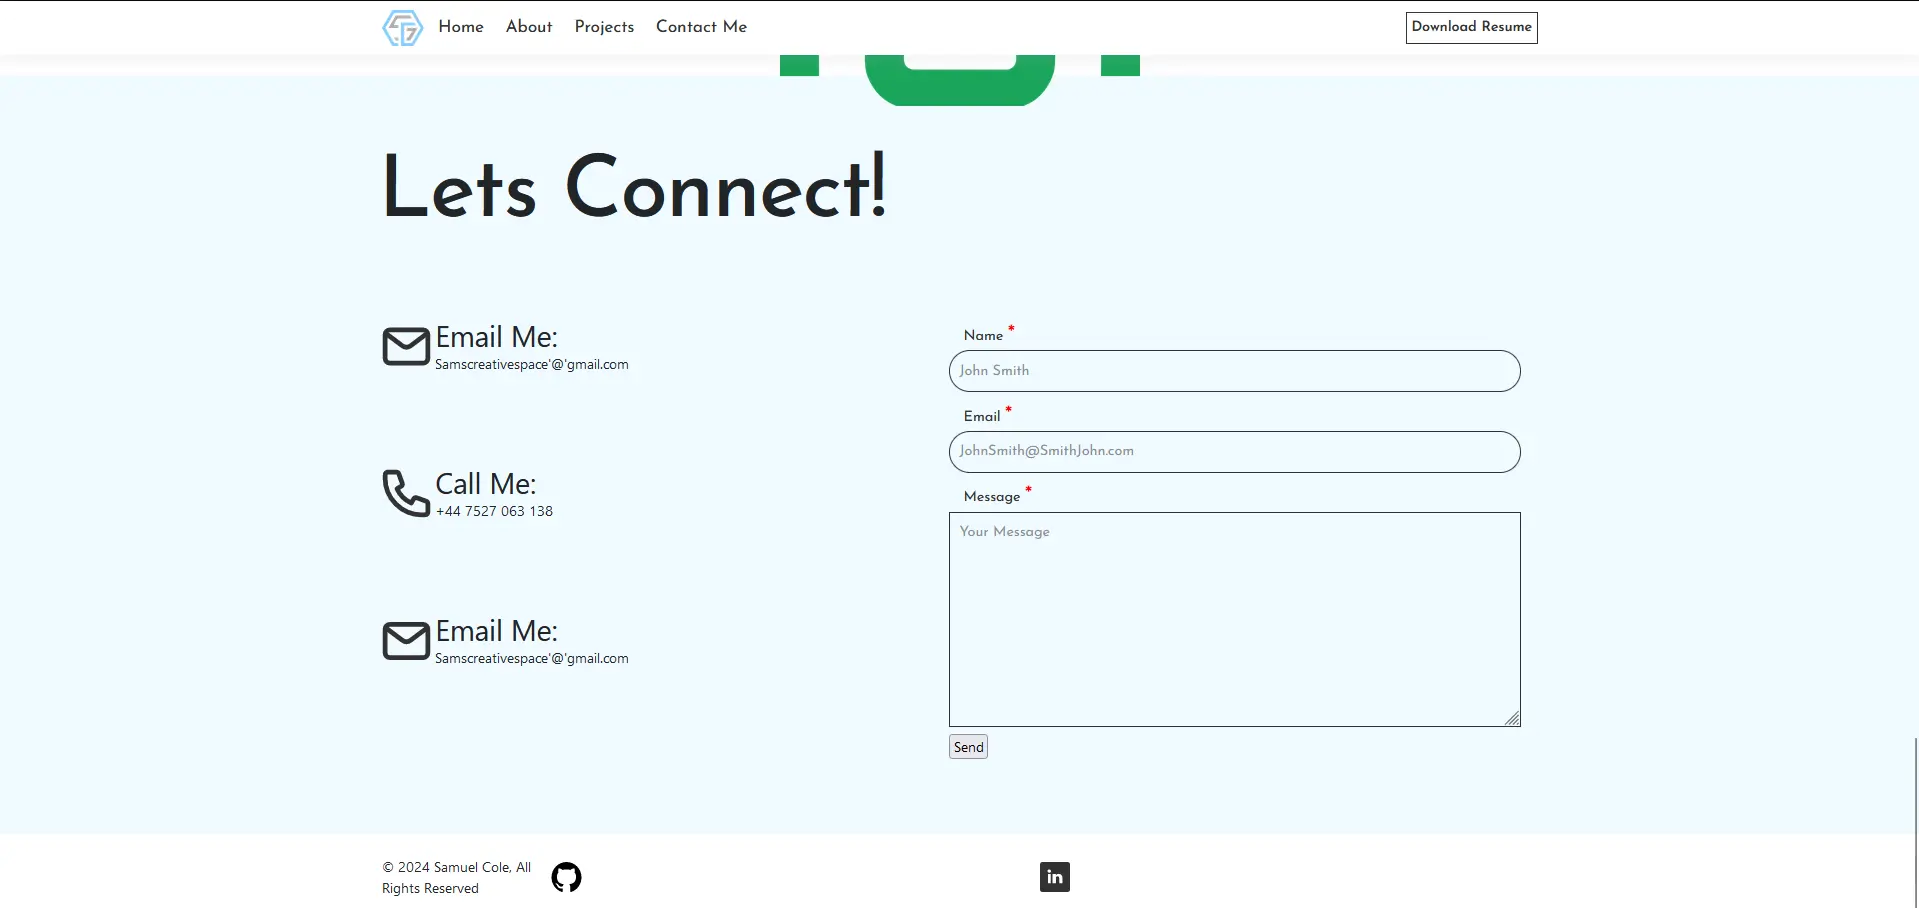 Home About Projects Contact Me Download Resume
Lets Connect!
Email Me:
Samscreativespace'@'gmail.com
Call Me:
+44 7527 063 138
Email Me:
Samscreativespace'@'gmail.com
Name *
John Smith
Email *
JohnSmith@SmithJohn.com
Message *
Your Message
Send
© 2024 Samuel Cole, All
Rights Reserved
in